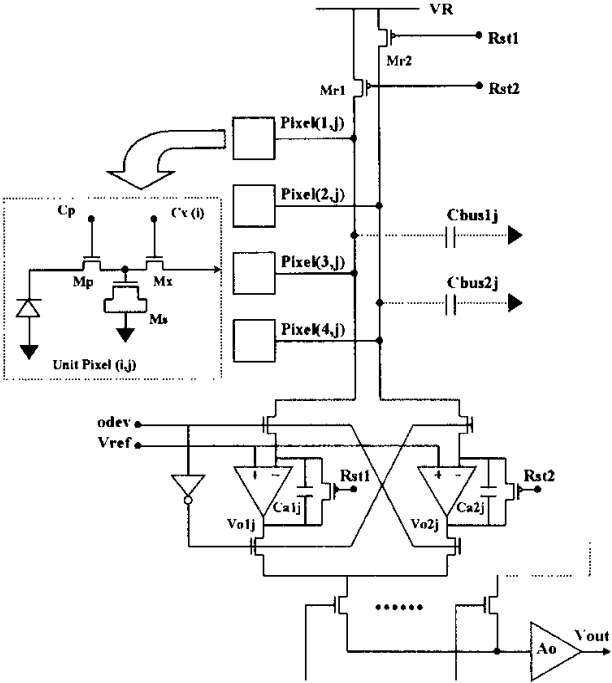 VR
Rst1
Mr2
Mr1
Rst2
Pixel(1,j)
Pixel(2,j)
Cp
Cx (i)
Cbus1j
Pixel(3,j)
Mp
Mx
Cbus2j
Ms
Pixel(4,j)
Unit Pixel (i,j)
odev
Vref
+ -
+ -
Rst1
Rst2
Ca1j
Ca2j
Vo1j
Vo2j
Ao
Vout